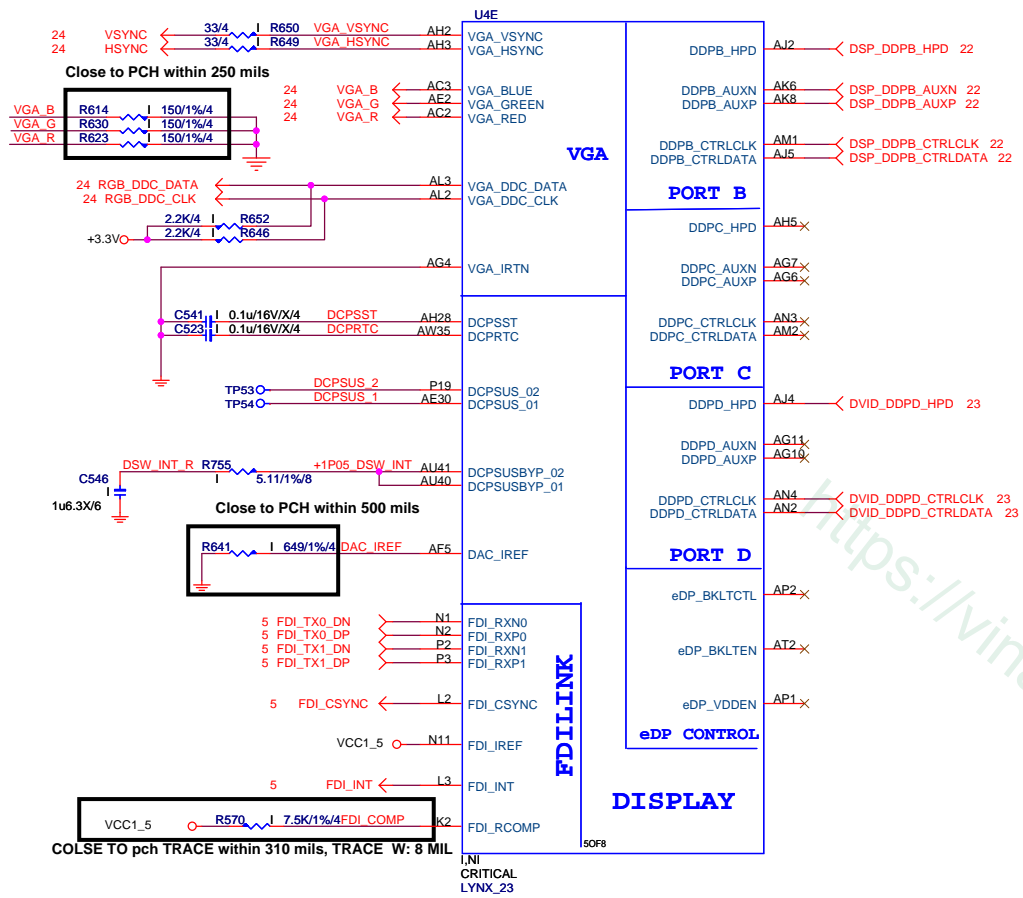 U4E
24 VSYNC 33/4 I R650 VGA_VSYNC AH2 VGA_VSYNC
24 HSYNC 33/4 I R649 VGA_HSYNC AH3 VGA_HSYNC
DDPB_HPD AJ2 DSP_DDPB_HPD 22
Close to PCH within 250 mils
24 VGA_B AC3 VGA_BLUE
24 VGA_G AE2 VGA_GREEN
24 VGA_R AC2 VGA_RED
DDPB_AUXN AK6 DSP_DDPB_AUXN 22
DDPB_AUXP AK8 DSP_DDPB_AUXP 22
VGA_B R614 I 150/1%/4
VGA_G R630 I 150/1%/4
VGA_R R623 I 150/1%/4
DDPB_CTRLCLK AM1 DSP_DDPB_CTRLCLK 22
DDPB_CTRLDATA AJ5 DSP_DDPB_CTRLDATA 22
VGA
24 RGB_DDC_DATA AL3 VGA_DDC_DATA
24 RGB_DDC_CLK AL2 VGA_DDC_CLK
PORT B
2.2K/4 I R652
2.2K/4 I R646
+3.3V
DDPC_HPD AH5
AG4 VGA_IRTN
DDPC_AUXN AG7
DDPC_AUXP AG6
C541 I 0.1u/16V/X/4 DCPSST AH28 DCPSST
C523 I 0.1u/16V/X/4 DCPRTC AW35 DCPRTC
DDPC_CTRLCLK AN3
DDPC_CTRLDATA AM2
PORT C
TP53 DCPSUS_2 P19 DCPSUS_02
TP54 DCPSUS_1 AE30 DCPSUS_01
DDPD_HPD AJ4 DVID_DDPD_HPD 23
DDPD_AUXN AG11
DDPD_AUXP AG10
DSW_INT_R R755 I 5.11/1%/8 +1P05_DSW_INT AU41 DCPSUSBYP_02
AU40 DCPSUSBYP_01
C546 I
1u6.3X/6
DDPD_CTRLCLK AN4 DVID_DDPD_CTRLCLK 23
DDPD_CTRLDATA AN2 DVID_DDPD_CTRLDATA 23
Close to PCH within 500 mils
R641 I 649/1%/4 DAC_IREF AF5 DAC_IREF
PORT D
eDP_BKLTCTL AP2
5 FDI_TX0_DN N1 FDI_RXN0
5 FDI_TX0_DP N2 FDI_RXP0
5 FDI_TX1_DN P2 FDI_RXN1
5 FDI_TX1_DP P3 FDI_RXP1
eDP_BKLTEN AT2
5 FDI_CSYNC L2 FDI_CSYNC
eDP_VDDEN AP1
FDILINK
eDP CONTROL
VCC1_5 N11 FDI_IREF
5 FDI_INT L3 FDI_INT
DISPLAY
VCC1_5 R570 I 7.5K/1%/4 FDI_COMP K2 FDI_RCOMP
COLSE TO pch TRACE within 310 mils, TRACE W: 8 MIL
5OF8
I,NI
CRITICAL
LYNX_23